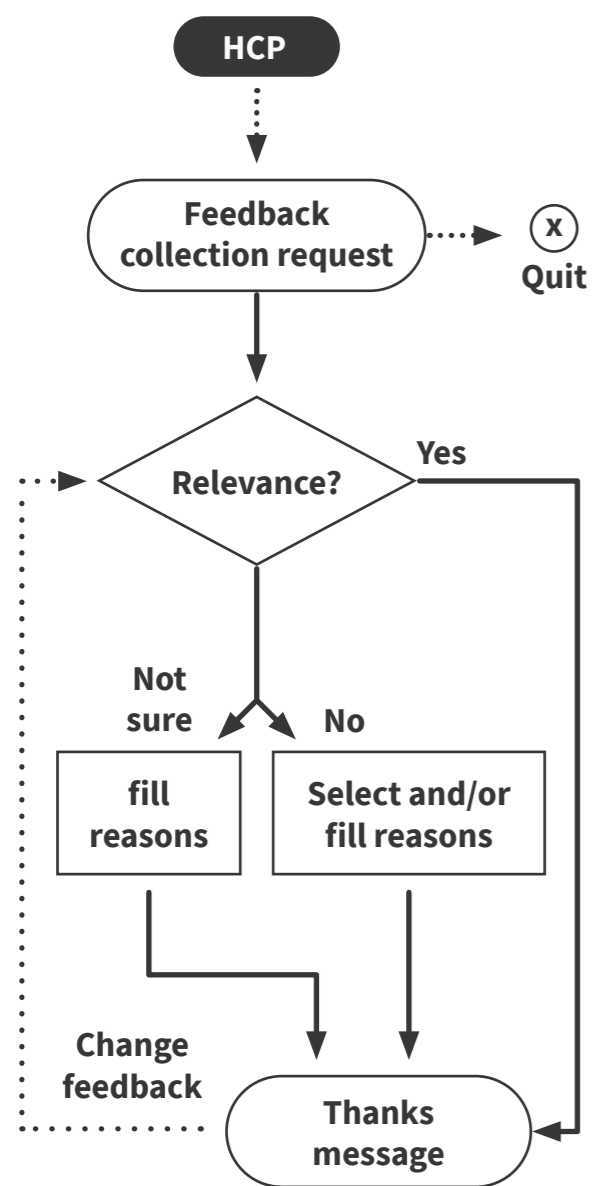 HCP
Feedback
collection request
x
Quit
Relevance?
Yes
Not
sure
No
fill
reasons
Select and/or
fill reasons
Change
feedback
Thanks
message